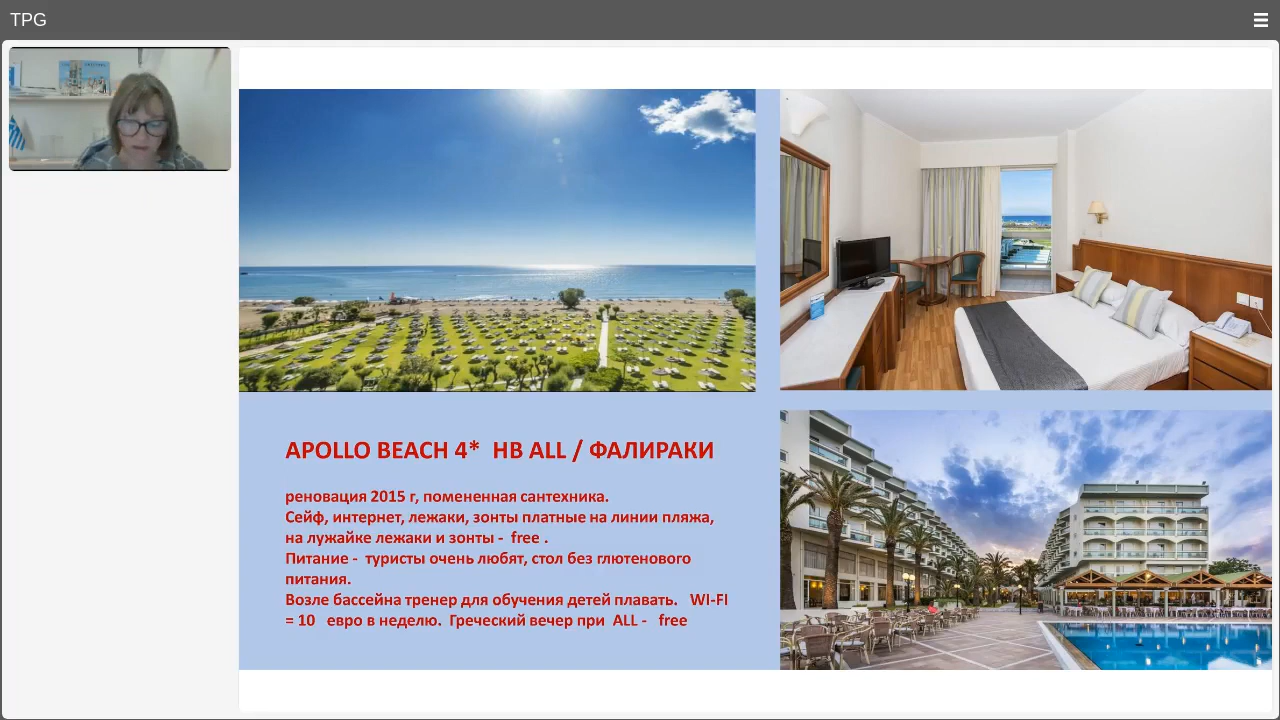 TPG
APOLLO BEACH 4* HB ALL / ФАЛИРАКИ
реновация 2015 г, помененная сантехника.
Сейф, интернет, лежаки, зонты платные на линии пляжа,
на лужайке лежаки и зонты - free .
Питание - туристы очень любят, стол без глютенового
питания.
Возле бассейна тренер для обучения детей плавать. WI-FI
= 10 евро в неделю. Греческий вечер при ALL - free